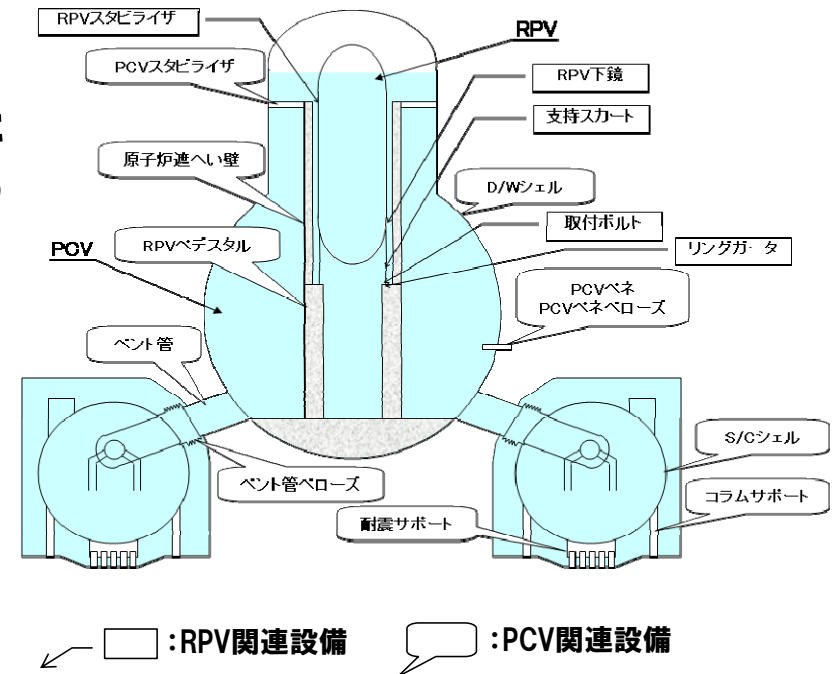 RPVスタビライザ
RPV
PCVスタビライザ
RPV下鏡
支持スカート
原子炉遮へい壁
D/Wシェル
取付ボルト
PCV
RPVペデスタル
リングガータ
PCVペネ
PCVペネベローズ
ベント管
S/Cシェル
ベント管ベローズ
コラムサポート
耐震サポート
:RPV関連設備
:PCV関連設備